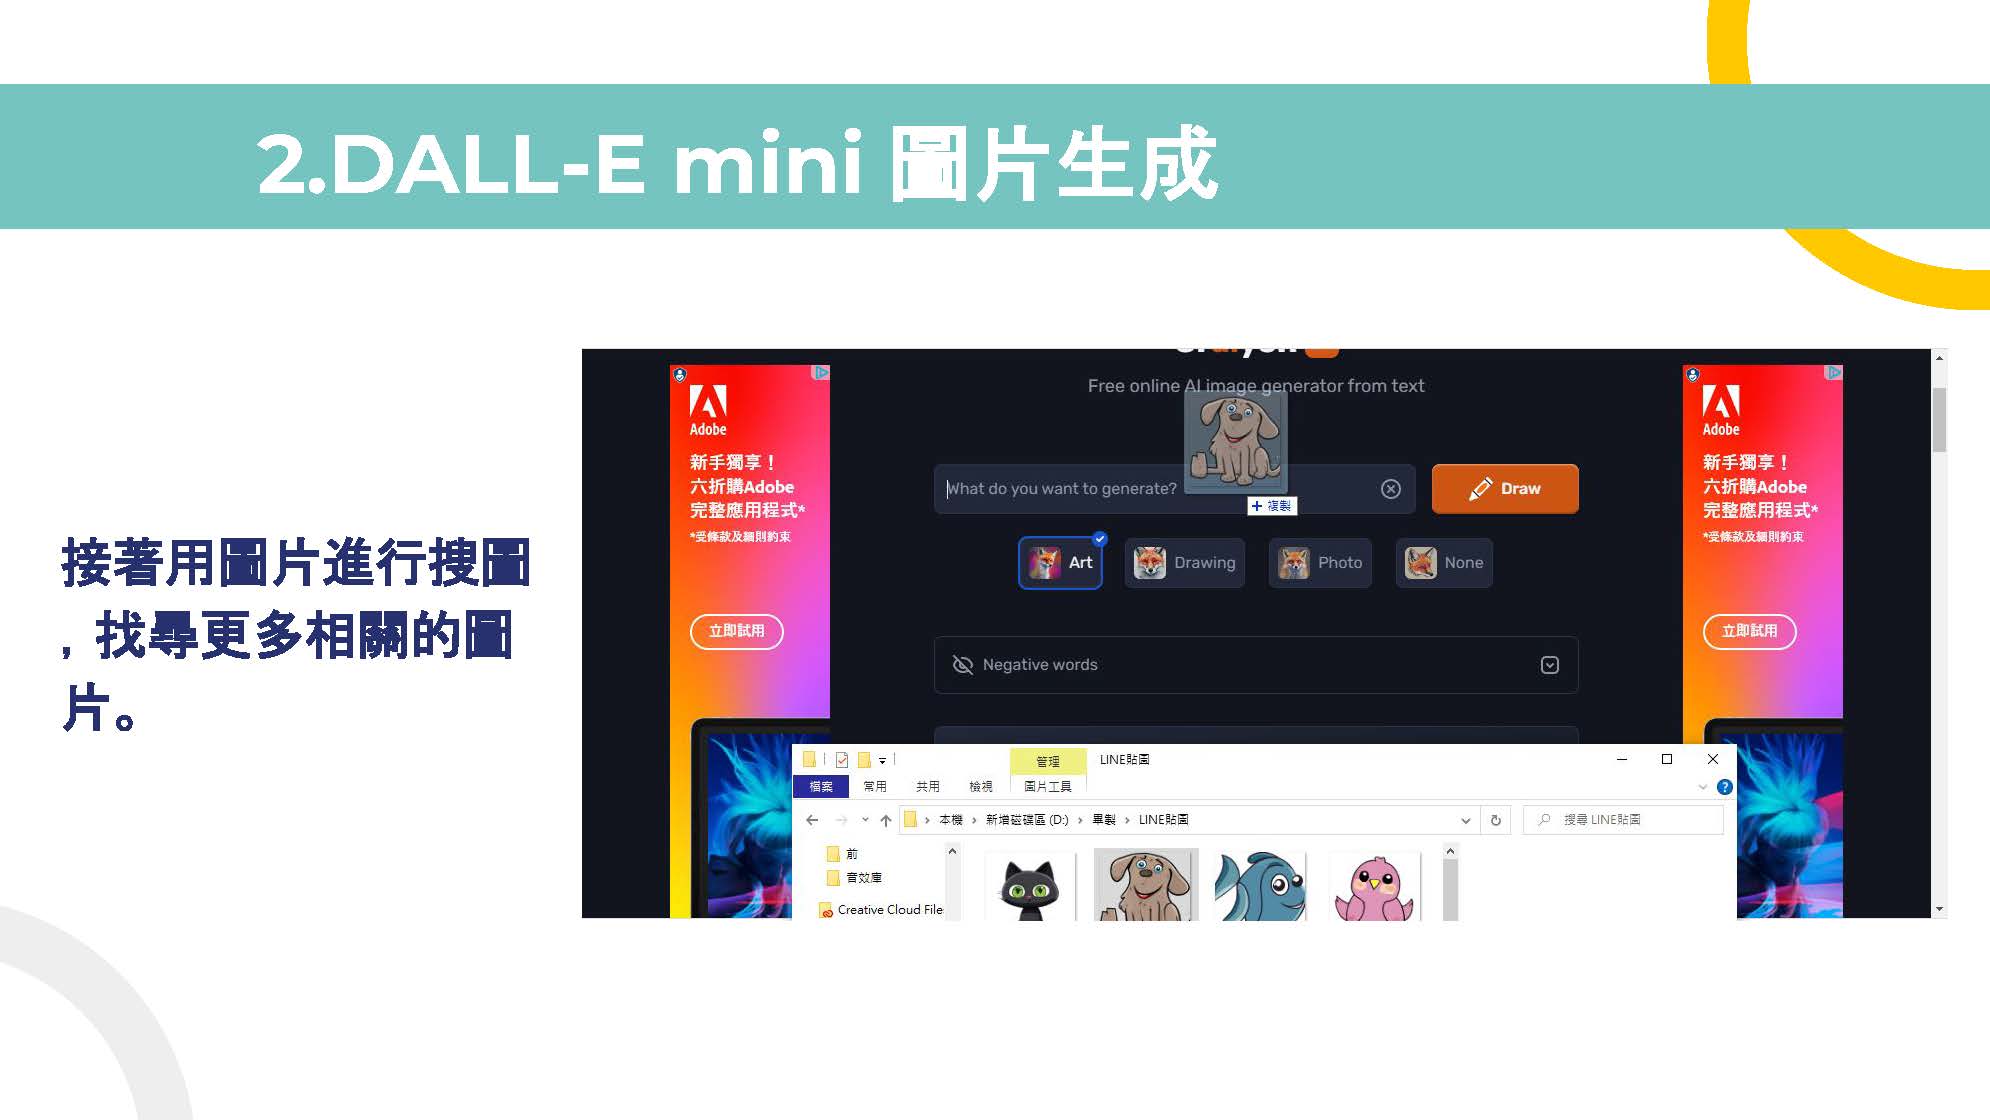 2.DALL-E mini 圖片生成
接著用圖片進行搜圖
，找尋更多相關的圖
片。
Free online AI image generator from text
What do you want to generate?
複製
Draw
Art
Drawing
Photo
None
Negative words
Adobe
新手獨享！
六折購Adobe
完整應用程式*
*受條款及細則約束
立即試用
Adobe
新手獨享！
六折購Adobe
完整應用程式*
*受條款及細則約束
立即試用
管理
LINE貼圖
檔案
常用
共用
檢視
圖片工具
本機 › 新增磁碟區 (D:) › 畢製 › LINE貼圖
搜尋 LINE貼圖
前
音效庫
Creative Cloud File